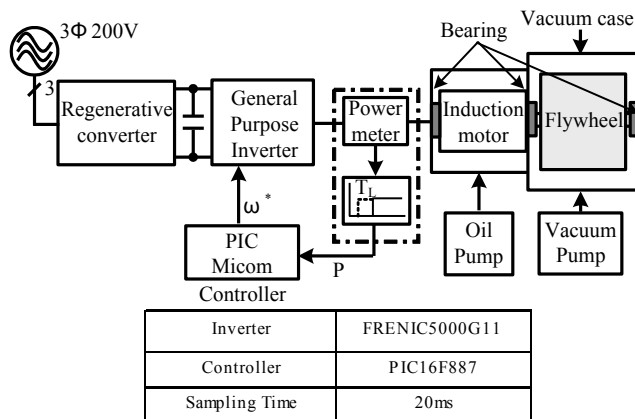 3Φ 200V
3
Regenerative
converter
General
Purpose
Inverter
Power
meter
T_L
Bearing
Vacuum case
Induction
motor
Flywheel
ω*
PIC
Micom
Controller
P
Oil
Pump
Vacuum
Pump
Inverter FRENIC5000G11
Controller PIC16F887
Sampling Time 20ms